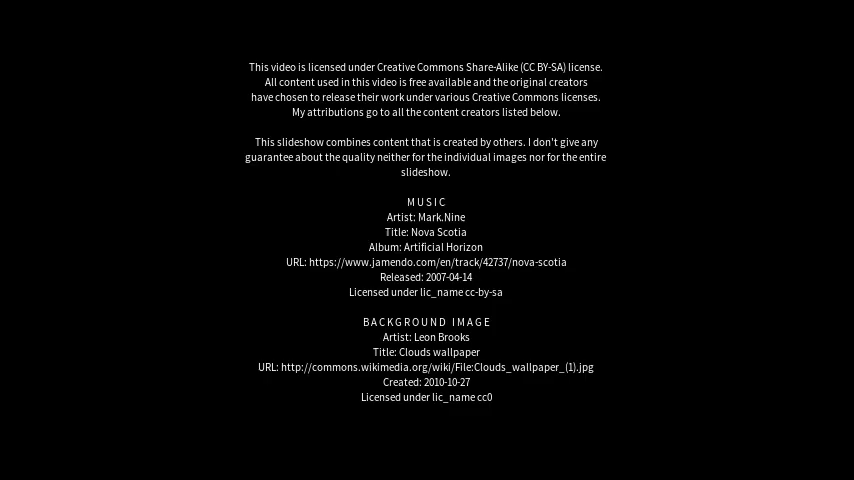 This video is licensed under Creative Commons Share-Alike (CC BY-SA) license.
All content used in this video is free available and the original creators
have chosen to release their work under various Creative Commons licenses.
My attributions go to all the content creators listed below.
This slideshow combines content that is created by others. I don't give any
guarantee about the quality neither for the individual images nor for the entire
slideshow.
MUSIC
Artist: Mark.Nine
Title: Nova Scotia
Album: Artificial Horizon
URL: https://www.jamendo.com/en/track/42737/nova-scotia
Released: 2007-04-14
Licensed under lic_name cc-by-sa
BACKGROUND IMAGE
Artist: Leon Brooks
Title: Clouds wallpaper
URL: http://commons.wikimedia.org/wiki/File:Clouds_wallpaper_(1).jpg
Created: 2010-10-27
Licensed under lic_name cc0